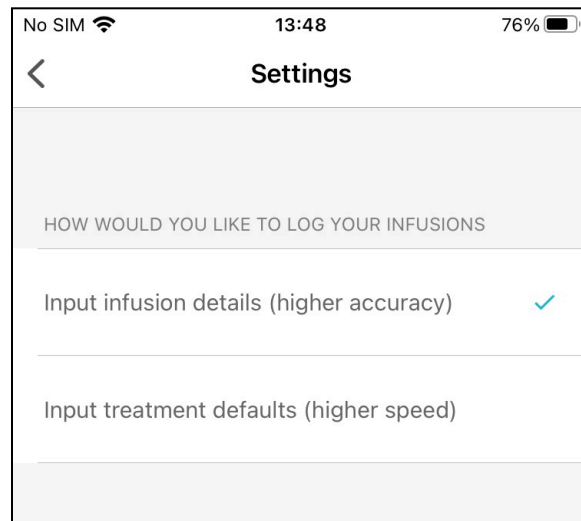 No SIM 13:48 76%
Settings
HOW WOULD YOU LIKE TO LOG YOUR INFUSIONS
Input infusion details (higher accuracy)
Input treatment defaults (higher speed)